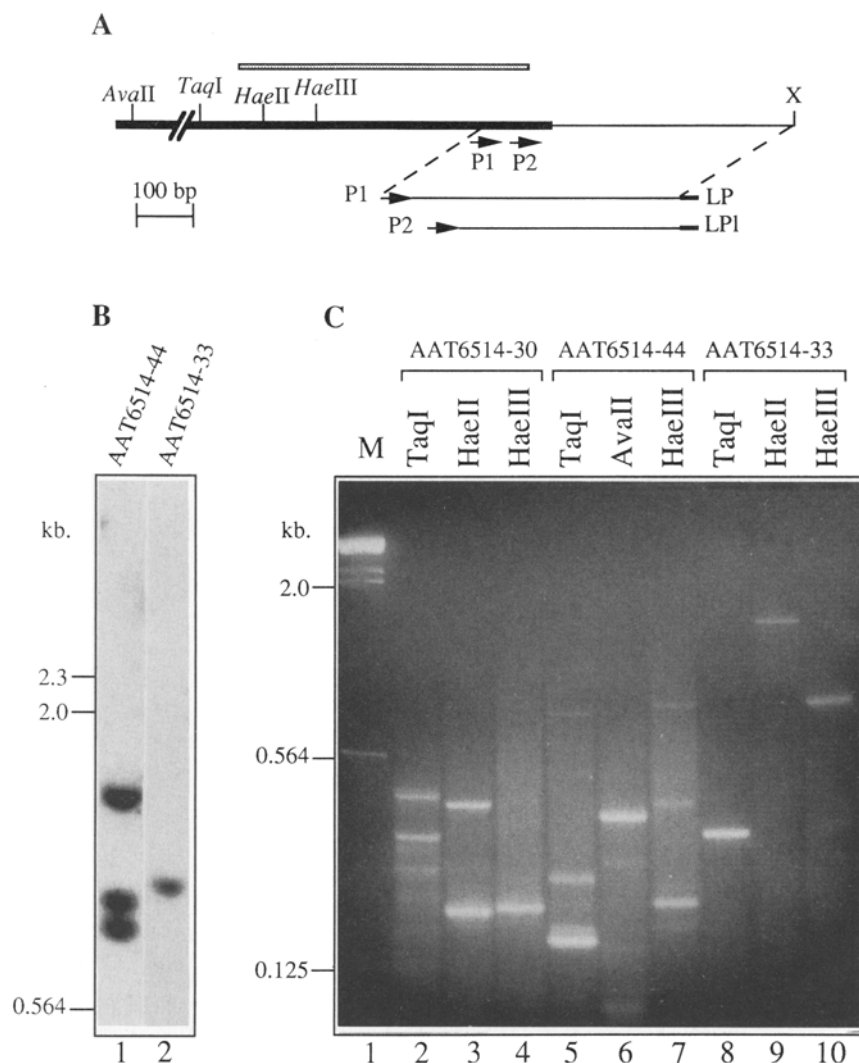 A
AvaII TaqI HaeII HaeIII X
P1 P2
100 bp
P1 LP
P2 LPl
B
AAT6514-44 AAT6514-33
kb.
2.3
2.0
0.564
1 2
C
AAT6514-30 AAT6514-44 AAT6514-33
M TaqI HaeII HaeIII TaqI AvaII HaeIII TaqI HaeII HaeIII
kb.
2.0
0.564
0.125
1 2 3 4 5 6 7 8 9 10